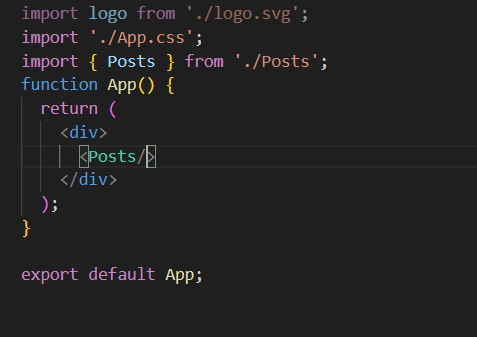 import logo from './logo.svg';
import './App.css';
import { Posts } from './Posts';
function App() {
  return (
    <div>
      <Posts/>
    </div>
  );
}

export default App;